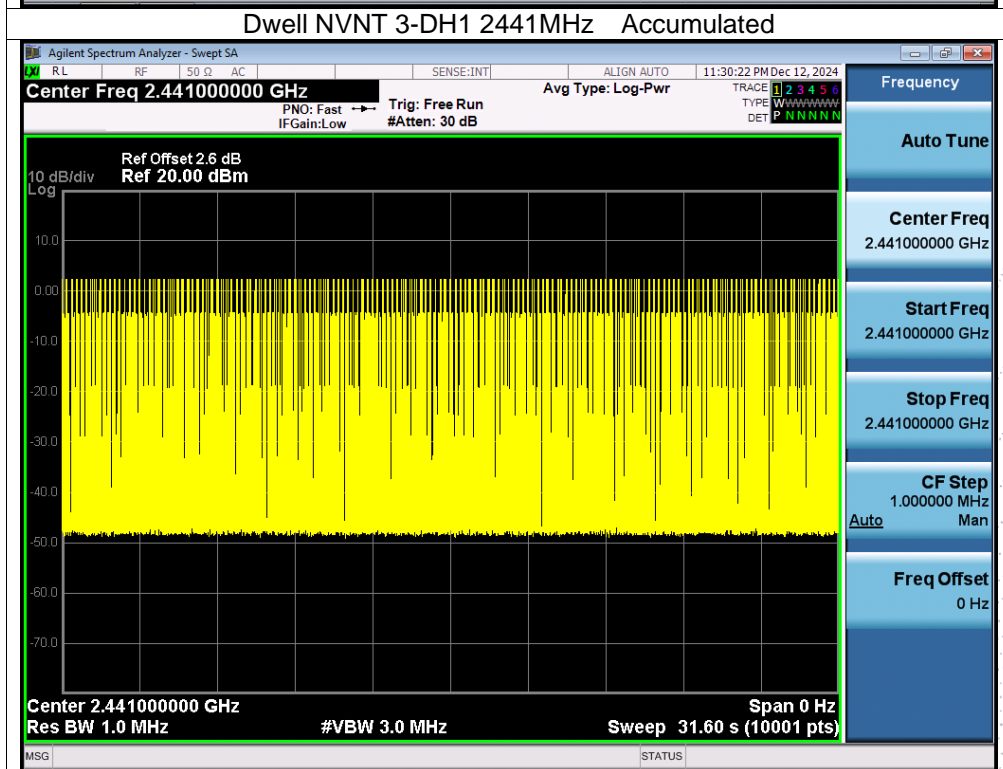 Dwell NVNT 3-DH1 2441MHz Accumulated
Agilent Spectrum Analyzer - Swept SA
LXI RL RF 50 Ω AC SENSE:INT ALIGN AUTO 11:30:22 PM Dec 12, 2024
Center Freq 2.441000000 GHz
PNO: Fast
IFGain:Low
Trig: Free Run
#Atten: 30 dB
Avg Type: Log-Pwr
TRACE 1 2 3 4 5 6
TYPE WWWWWWW
DET P N N N N N
Ref Offset 2.6 dB
10 dB/div Ref 20.00 dBm
Log
10.0
0.00
-10.0
-20.0
-30.0
-40.0
-50.0
-60.0
-70.0
Center 2.441000000 GHz Span 0 Hz
Res BW 1.0 MHz #VBW 3.0 MHz Sweep 31.60 s (10001 pts)
MSG STATUS
Frequency
Auto Tune
Center Freq
2.441000000 GHz
Start Freq
2.441000000 GHz
Stop Freq
2.441000000 GHz
CF Step
1.000000 MHz
Auto Man
Freq Offset
0 Hz